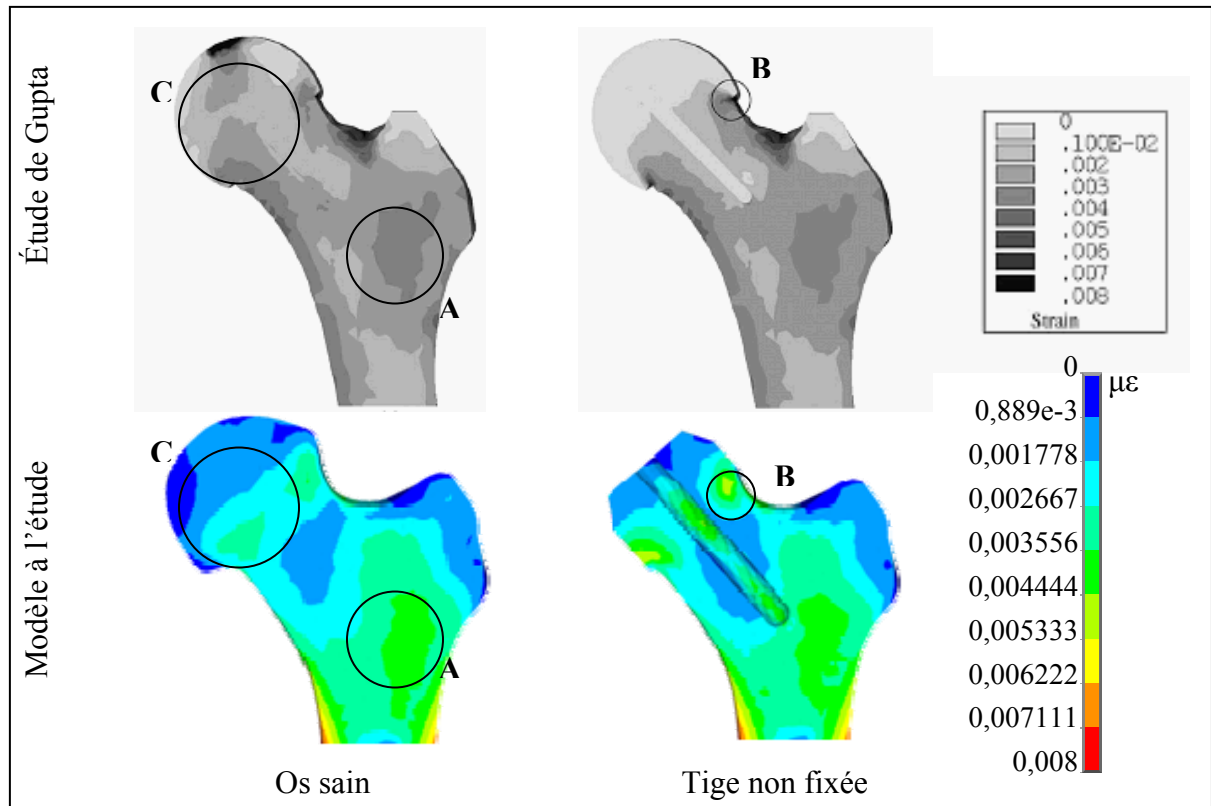 Étude de Gupta
C
A
B
0
.100E-02
.002
.003
.004
.005
.006
.007
.008
Strain
Modèle à l'étude
C
A
B
0
με
0,889e-3
0,001778
0,002667
0,003556
0,004444
0,005333
0,006222
0,007111
0,008
Os sain
Tige non fixée